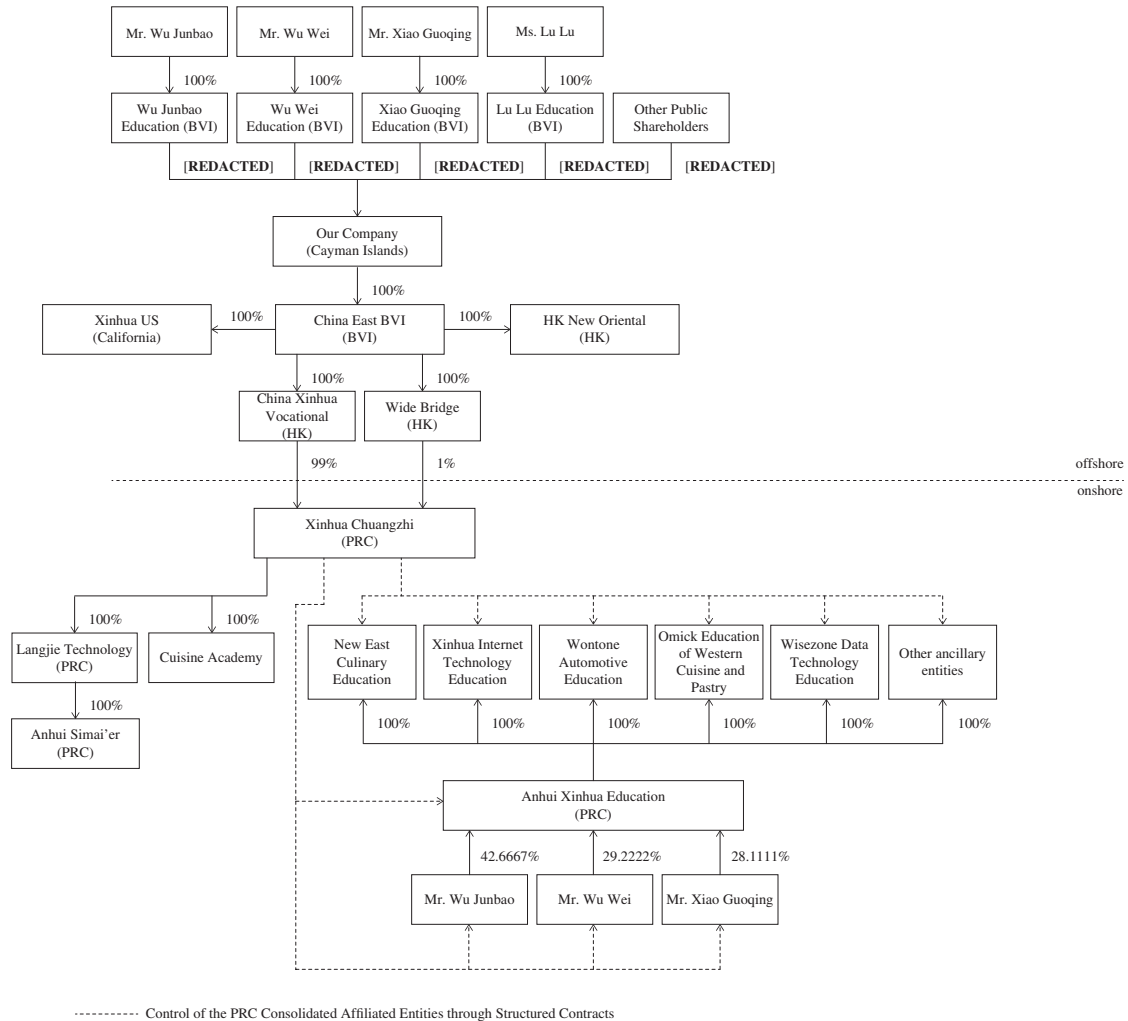 Mr. Wu Junbao
Mr. Wu Wei
Mr. Xiao Guoqing
Ms. Lu Lu
100%
100%
100%
100%
Wu Junbao
Education (BVI)
Wu Wei
Education (BVI)
Xiao Guoqing
Education (BVI)
Lu Lu Education
(BVI)
Other Public
Shareholders
[REDACTED]
[REDACTED]
[REDACTED]
[REDACTED]
[REDACTED]
Our Company
(Cayman Islands)
100%
Xinhua US
(California)
100%
China East BVI
(BVI)
100%
HK New Oriental
(HK)
100%
100%
China Xinhua
Vocational
(HK)
Wide Bridge
(HK)
99%
1%
offshore
onshore
Xinhua Chuangzhi
(PRC)
100%
100%
Langjie Technology
(PRC)
Cuisine Academy
New East
Culinary
Education
Xinhua Internet
Technology
Education
Wontone
Automotive
Education
Omick Education
of Western
Cuisine and
Pastry
Wisezone Data
Technology
Education
Other ancillary
entities
100%
Anhui Simai'er
(PRC)
100%
100%
100%
100%
100%
100%
Anhui Xinhua Education
(PRC)
42.6667%
29.2222%
28.1111%
Mr. Wu Junbao
Mr. Wu Wei
Mr. Xiao Guoqing
Control of the PRC Consolidated Affiliated Entities through Structured Contracts